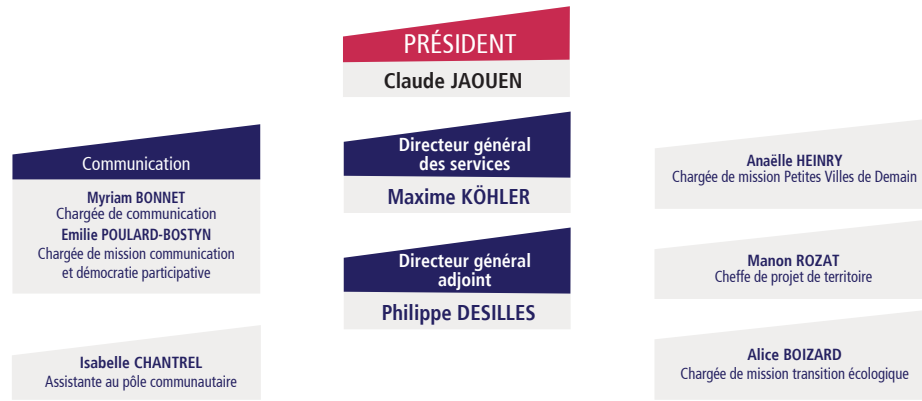 PRÉSIDENT
Claude JAOUEN
Communication
Myriam BONNET
Chargée de communication
Emilie POULARD-BOSTYN
Chargée de mission communication
et démocratie participative
Isabelle CHANTREL
Assistante au pôle communautaire
Directeur général
des services
Maxime KÖHLER
Directeur général
adjoint
Philippe DESILLES
Anaëlle HEINRY
Chargée de mission Petites Villes de Demain
Manon ROZAT
Cheffe de projet de territoire
Alice BOIZARD
Chargée de mission transition écologique